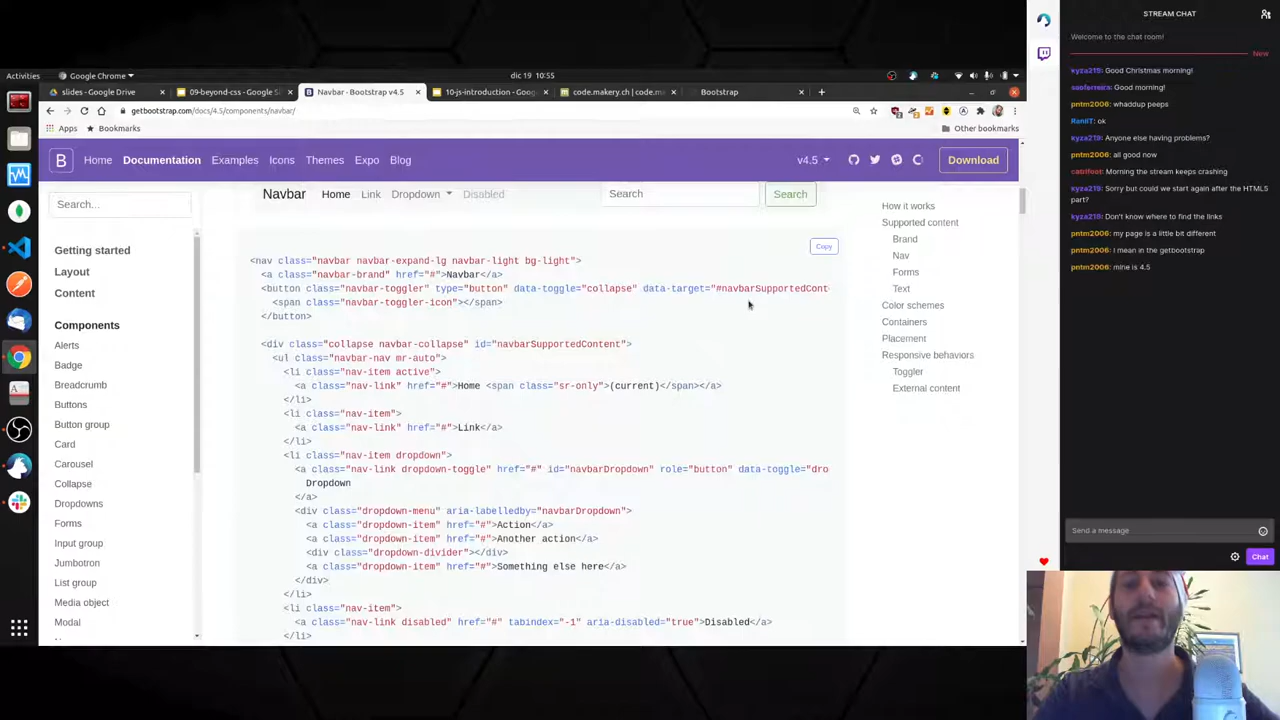 Activities
Google Chrome
dic 19 10:55
slides - Google Drive
09-beyond-css - Google
Navbar - Bootstrap v4.5
10-js-introduction - Goog
code.makery.ch | code.mak
Bootstrap
getbootstrap.com/docs/4.5/components/navbar/
Apps
Bookmarks
Other bookmarks
B
Home
Documentation
Examples
Icons
Themes
Expo
Blog
v4.5
Download
Search...
Getting started
Layout
Content
Components
Alerts
Badge
Breadcrumb
Buttons
Button group
Card
Carousel
Collapse
Dropdowns
Forms
Input group
Jumbotron
List group
Media object
Modal
Navbar
Home
Link
Dropdown
Disabled
Search
Search
Copy
<nav class="navbar navbar-expand-lg navbar-light bg-light">
<a class="navbar-brand" href="#">Navbar</a>
<button class="navbar-toggler" type="button" data-toggle="collapse" data-target="#navbarSupportedCont
<span class="navbar-toggler-icon"></span>
</button>
<div class="collapse navbar-collapse" id="navbarSupportedContent">
<ul class="navbar-nav mr-auto">
<li class="nav-item active">
<a class="nav-link" href="#">Home <span class="sr-only">(current)</span></a>
</li>
<li class="nav-item">
<a class="nav-link" href="#">Link</a>
</li>
<li class="nav-item dropdown">
<a class="nav-link dropdown-toggle" href="#" id="navbarDropdown" role="button" data-toggle="dro
Dropdown
</a>
<div class="dropdown-menu" aria-labelledby="navbarDropdown">
<a class="dropdown-item" href="#">Action</a>
<a class="dropdown-item" href="#">Another action</a>
<div class="dropdown-divider"></div>
<a class="dropdown-item" href="#">Something else here</a>
</div>
</li>
<li class="nav-item">
<a class="nav-link disabled" href="#" tabindex="-1" aria-disabled="true">Disabled</a>
</li>
How it works
Supported content
Brand
Nav
Forms
Text
Color schemes
Containers
Placement
Responsive behaviors
Toggler
External content
STREAM CHAT
Welcome to the chat room!
New
kyza219: Good Christmas morning!
Good morning!
pntm2006: whaddup peeps
ok
kyza219: Anyone else having problems?
pntm2006: all good now
Morning the stream keeps crashing
kyza219: Sorry but could we start again after the HTML5
part?
kyza219: Don't know where to find the links
pntm2006: my page is a little bit different
pntm2006: I mean in the getbootstrap
pntm2006: mine is 4.5
Send a message
Chat